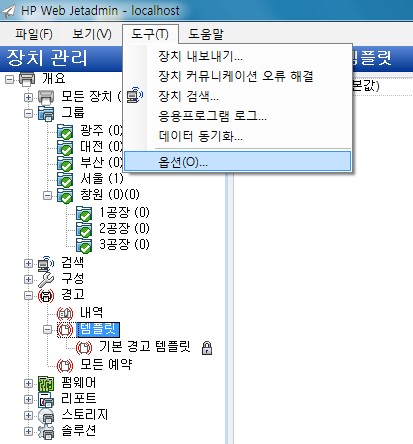 HP Web Jetadmin - localhost
파일(F) 보기(V) 도구(T) 도움말
장치 관리
템플릿
장치 내보내기...
장치 커뮤니케이션 오류 해결
장치 검색...
응용프로그램 로그...
데이터 동기화...
옵션(O)...
본값)
개요
모든 장치 (
그룹
광주 (0)
대전 (0)
부산 (0)
서울 (1)
창원 (0)(0)
1공장 (0)
2공장 (0)
3공장 (0)
검색
구성
경고
내역
템플릿
기본 경고 템플릿
모든 예약
펌웨어
리포트
스토리지
솔루션